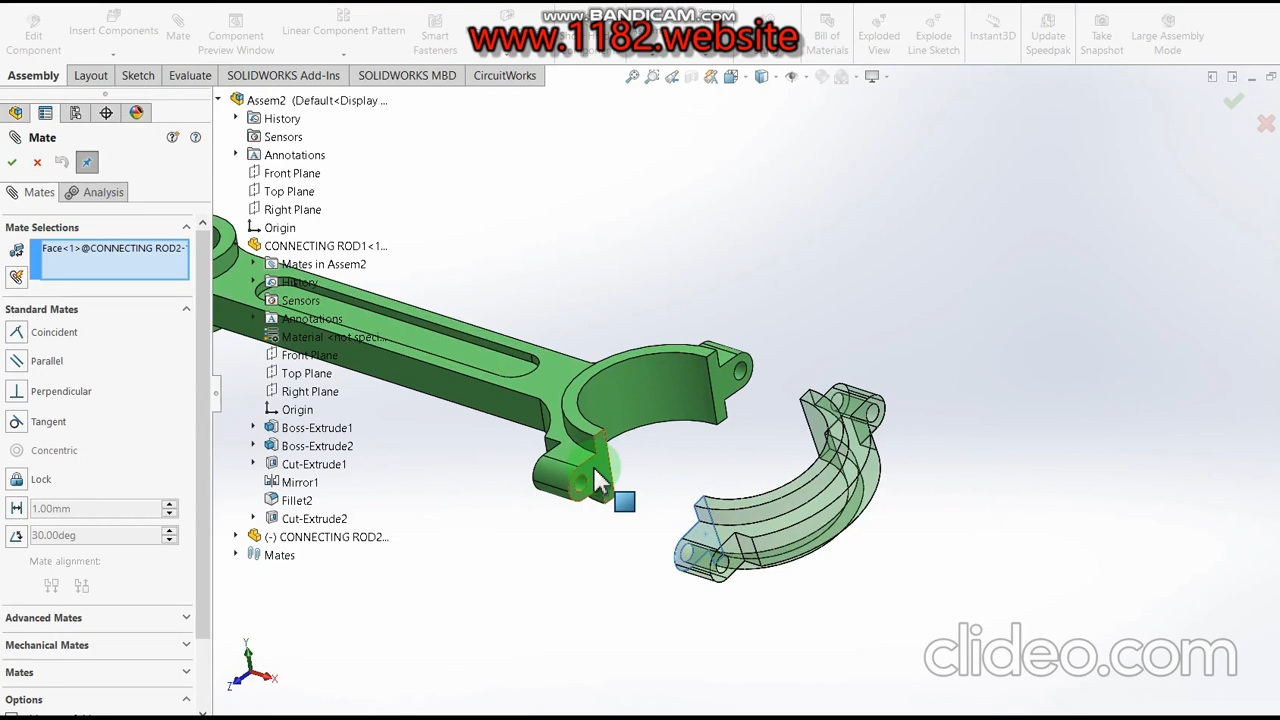 www.BANDICAM.com
www.1182.website
Edit
Component
Insert Components
Mate
Component
Preview Window
Linear Component Pattern
Smart
Fasteners
Bill of
Materials
Exploded
View
Explode
Line Sketch
Instant3D
Update
Speedpak
Take
Snapshot
Large Assembly
Mode
Assembly
Layout
Sketch
Evaluate
SOLIDWORKS Add-Ins
SOLIDWORKS MBD
CircuitWorks
Mate
Mates
Analysis
Mate Selections
Face<1>@CONNECTING ROD2-
Standard Mates
Coincident
Parallel
Perpendicular
Tangent
Concentric
Lock
1.00mm
30.00deg
Mate alignment:
Advanced Mates
Mechanical Mates
Mates
Options
Assem2 (Default<Display ...
History
Sensors
Annotations
Front Plane
Top Plane
Right Plane
Origin
CONNECTING ROD1<1...
Mates in Assem2
History
Sensors
Annotations
Material <not speci...
Front Plane
Top Plane
Right Plane
Origin
Boss-Extrude1
Boss-Extrude2
Cut-Extrude1
Mirror1
Fillet2
Cut-Extrude2
(-) CONNECTING ROD2...
Mates
Y
Z
X
clideo.com